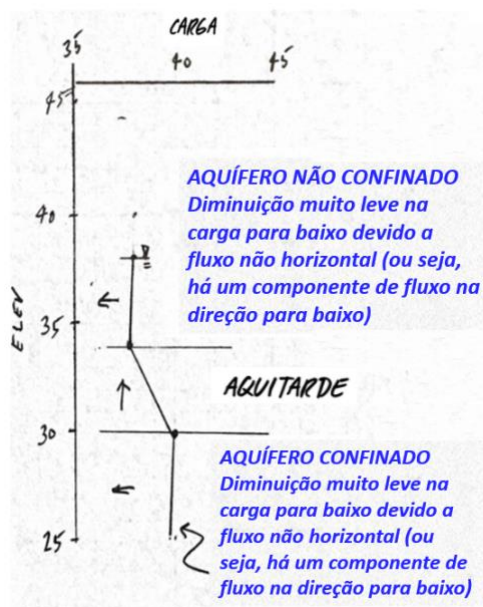 CARGA
35
40
45
45
AQUÍFERO NÃO CONFINADO
Diminuição muito leve na
carga para baixo devido a
fluxo não horizontal (ou seja,
há um componente de fluxo na
direção para baixo)
40
ELEV
35
AQUITARDE
30
AQUÍFERO CONFINADO
Diminuição muito leve na
carga para baixo devido a
fluxo não horizontal (ou
seja, há um componente de
fluxo na direção para baixo)
25